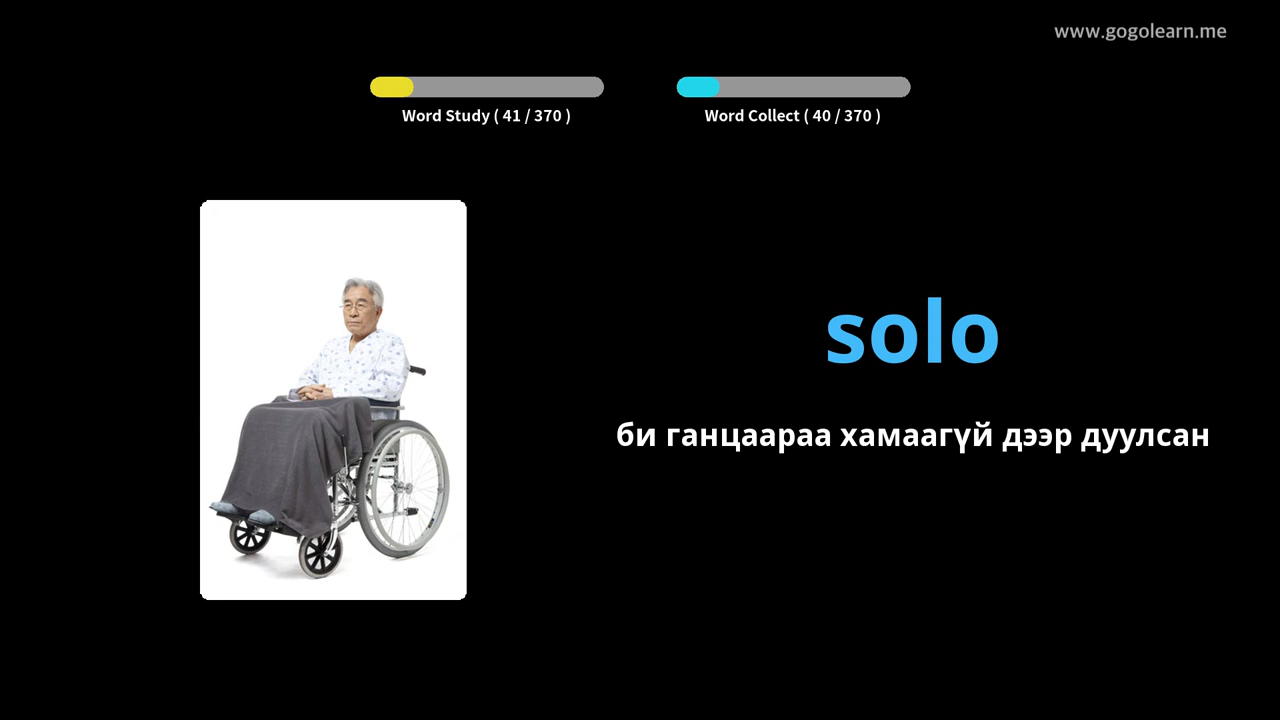 www.gogolearn.me
Word Study ( 41 / 370 )
Word Collect ( 40 / 370 )
solo
би ганцаараа хамаагүй дээр дуулсан